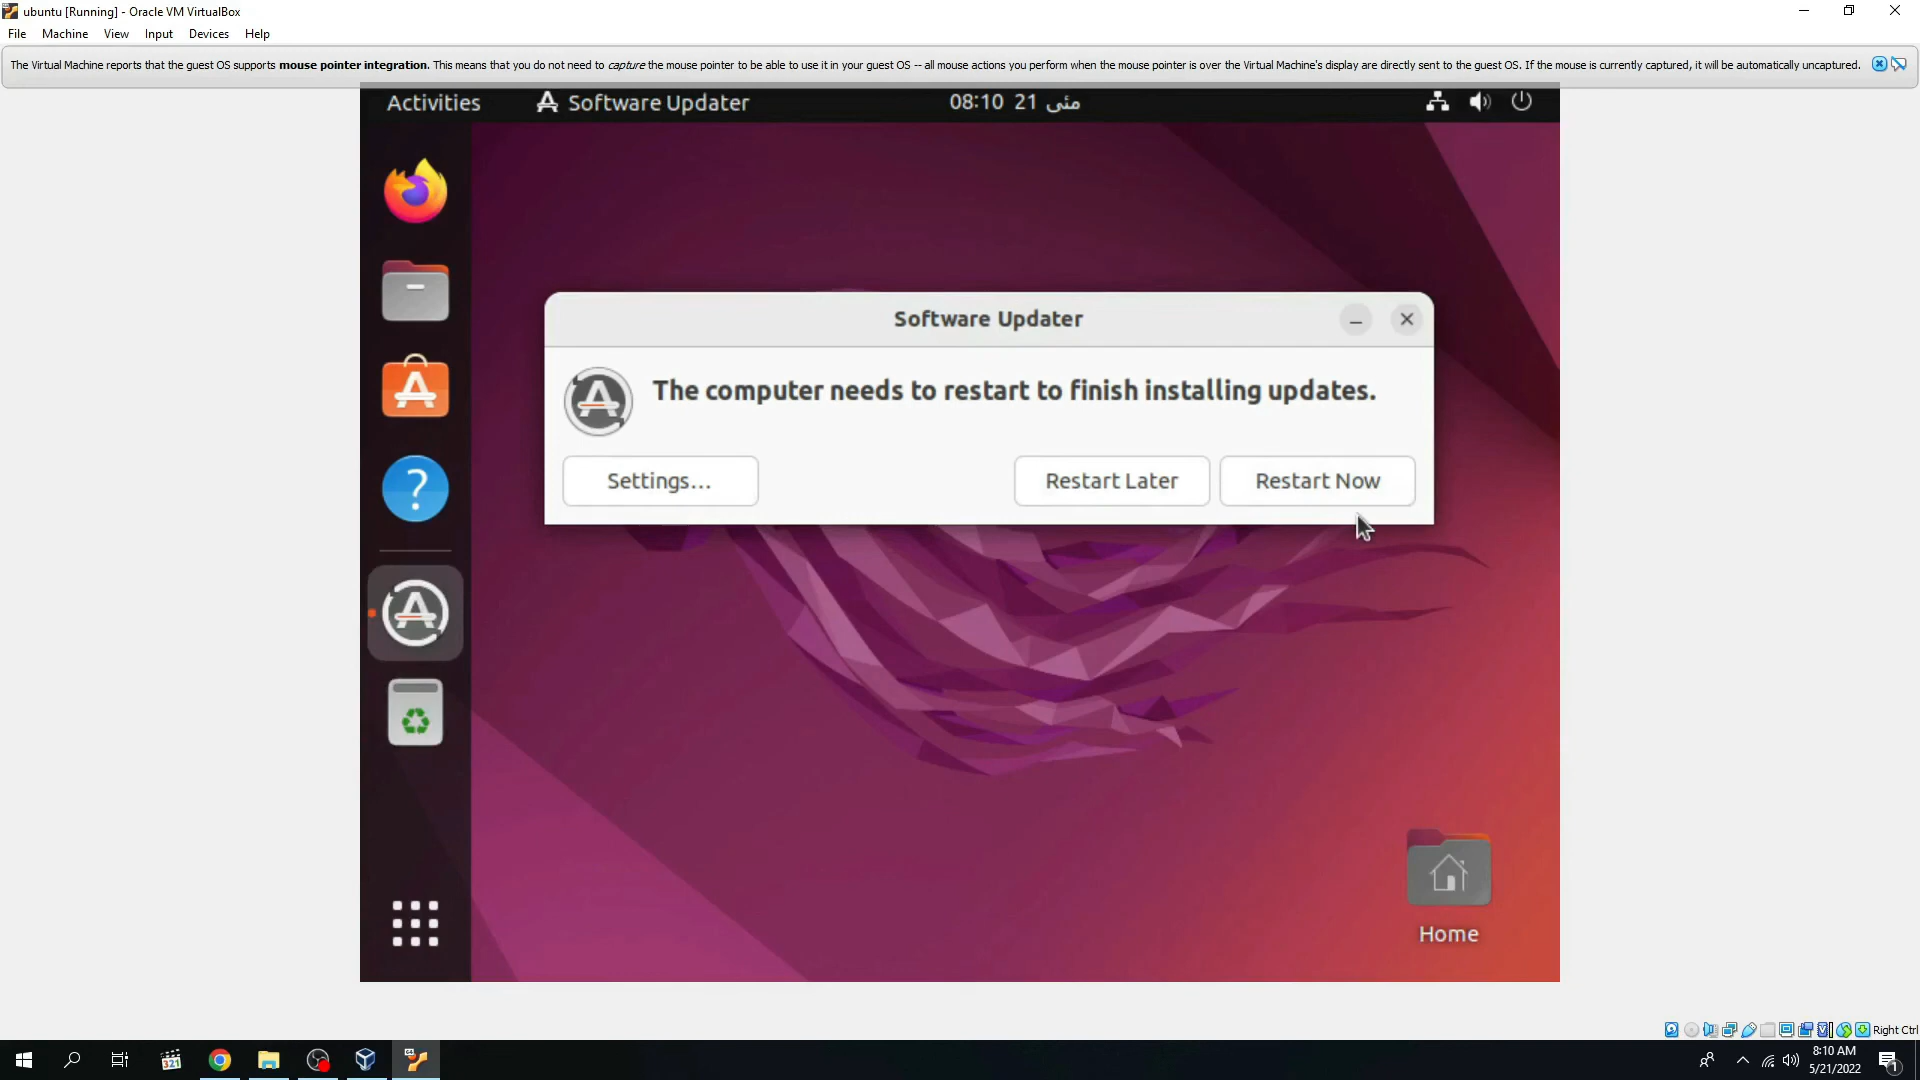 ubuntu [Running] - Oracle VM VirtualBox
File Machine View Input Devices Help
The Virtual Machine reports that the guest OS supports mouse pointer integration. This means that you do not need to capture the mouse pointer to be able to use it in your guest OS -- all mouse actions you perform when the mouse pointer is over the Virtual Machine's display are directly sent to the guest OS. If the mouse is currently captured, it will be automatically uncaptured.
Activities Software Updater 08:10 21 مئی
Software Updater
The computer needs to restart to finish installing updates.
Settings… Restart Later Restart Now
Home
Right Ctrl
321
8:10 AM
5/21/2022
1